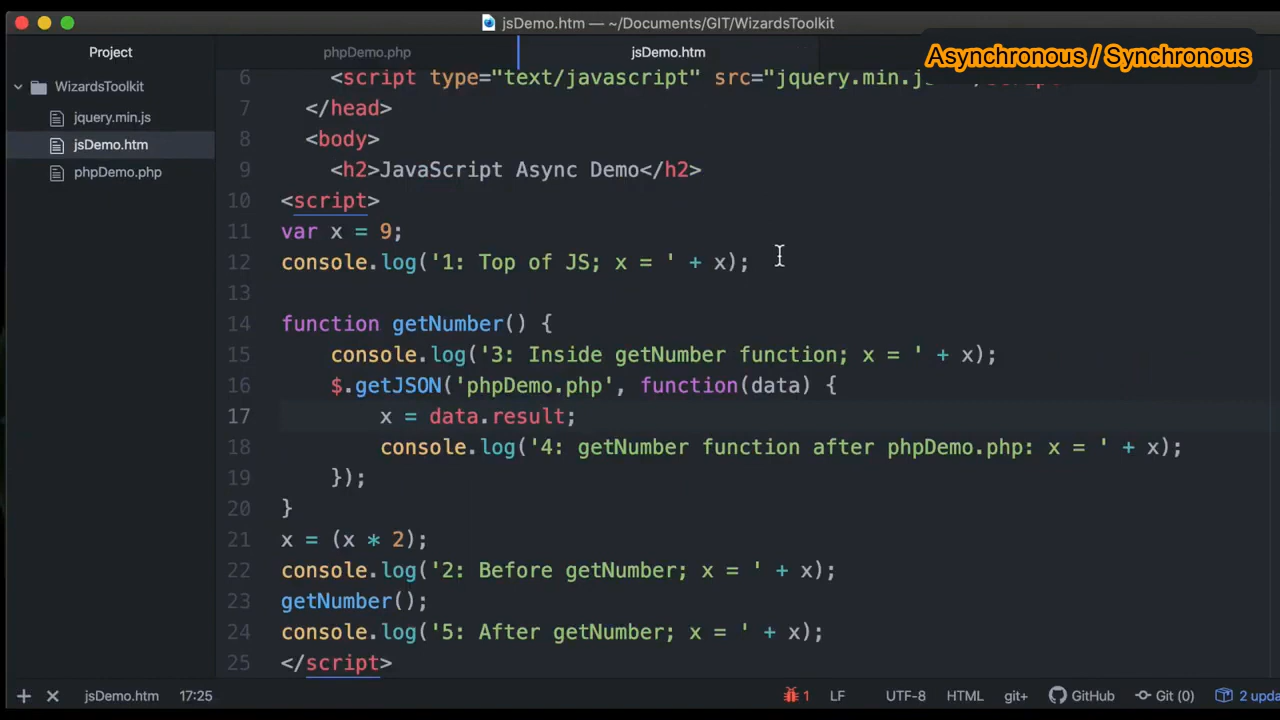 jsDemo.htm — ~/Documents/GIT/WizardsToolkit
Project
phpDemo.php
jsDemo.htm
Asynchronous / Synchronous
WizardsToolkit
jquery.min.js
jsDemo.htm
phpDemo.php
6 <script type="text/javascript" src="jquery.min.js
7 </head>
8 <body>
9 <h2>JavaScript Async Demo</h2>
10 <script>
11 var x = 9;
12 console.log('1: Top of JS; x = ' + x);
13
14 function getNumber() {
15 console.log('3: Inside getNumber function; x = ' + x);
16 $.getJSON('phpDemo.php', function(data) {
17 x = data.result;
18 console.log('4: getNumber function after phpDemo.php: x = ' + x);
19 });
20 }
21 x = (x * 2);
22 console.log('2: Before getNumber; x = ' + x);
23 getNumber();
24 console.log('5: After getNumber; x = ' + x);
25 </script>
jsDemo.htm 17:25 1 LF UTF-8 HTML git+ GitHub Git (0) 2